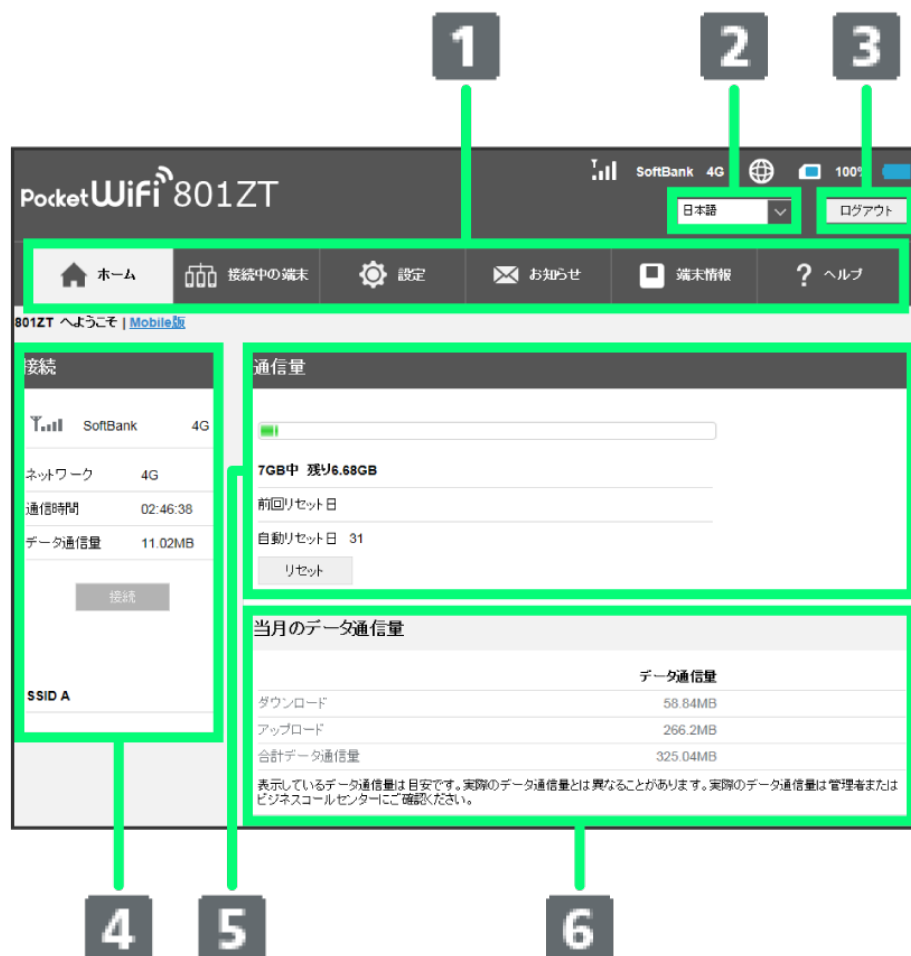 1 2 3
SoftBank 4G 100%
PocketWiFi 801ZT
日本語 ログアウト
ホーム 接続中の端末 設定 お知らせ 端末情報 ? ヘルプ
801ZT へようこそ | Mobile版
接続
SoftBank 4G
ネットワーク 4G
通信時間 02:46:38
データ通信量 11.02MB
接続
SSID A
通信量
7GB中 残り6.68GB
前回リセット日
自動リセット日 31
リセット
当月のデータ通信量
データ通信量
ダウンロード 58.84MB
アップロード 266.2MB
合計データ通信量 325.04MB
表示しているデータ通信量は目安です。実際のデータ通信量とは異なることがあります。実際のデータ通信量は管理者または
ビジネスコールセンターにご確認ください。
4 5 6